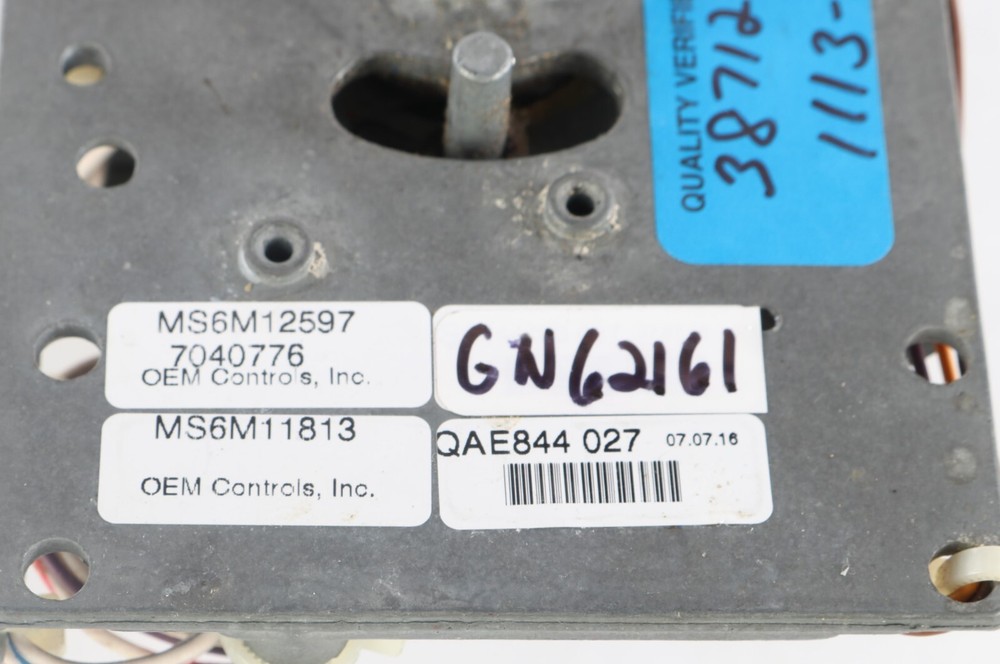 QUALITY VERIFI
38712
1113-
MS6M12597
7040776
OEM Controls, Inc.
GN62161
MS6M11813
OEM Controls, Inc.
QAE844 027 07.07.16